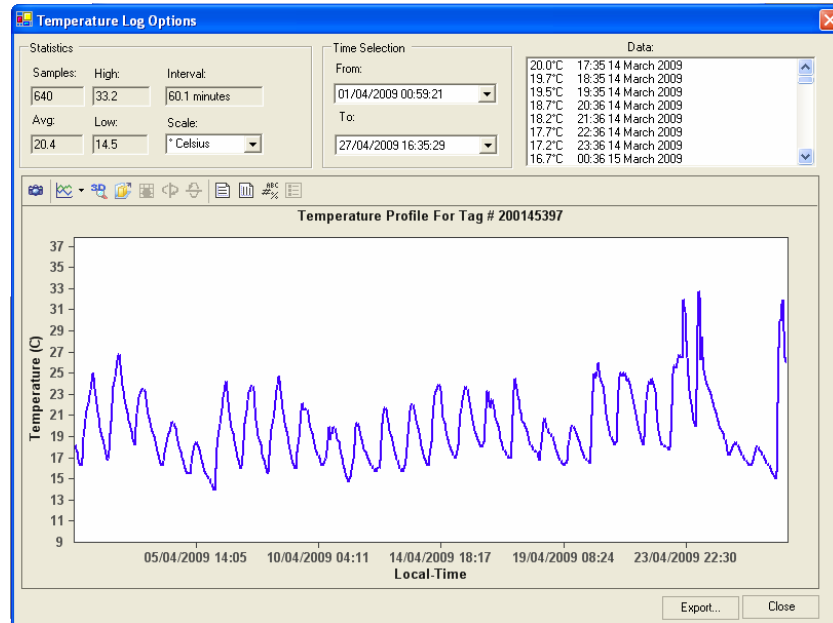 Temperature Log Options
Statistics
Samples: High: Interval:
640 33.2 60.1 minutes
Avg: Low: Scale:
20.4 14.5 ° Celsius
Time Selection
From:
01/04/2009 00:59:21
To:
27/04/2009 16:35:29
Data:
20.0°C 17:35 14 March 2009
19.7°C 18:35 14 March 2009
19.5°C 19:35 14 March 2009
18.7°C 20:36 14 March 2009
18.2°C 21:36 14 March 2009
17.7°C 22:36 14 March 2009
17.2°C 23:36 14 March 2009
16.7°C 00:36 15 March 2009
3D
ABC
#%
Temperature Profile For Tag # 200145397
Temperature (C)
37
35
33
31
29
27
25
23
21
19
17
15
13
11
9
05/04/2009 14:05 10/04/2009 04:11 14/04/2009 18:17 19/04/2009 08:24 23/04/2009 22:30
Local-Time
Export... Close